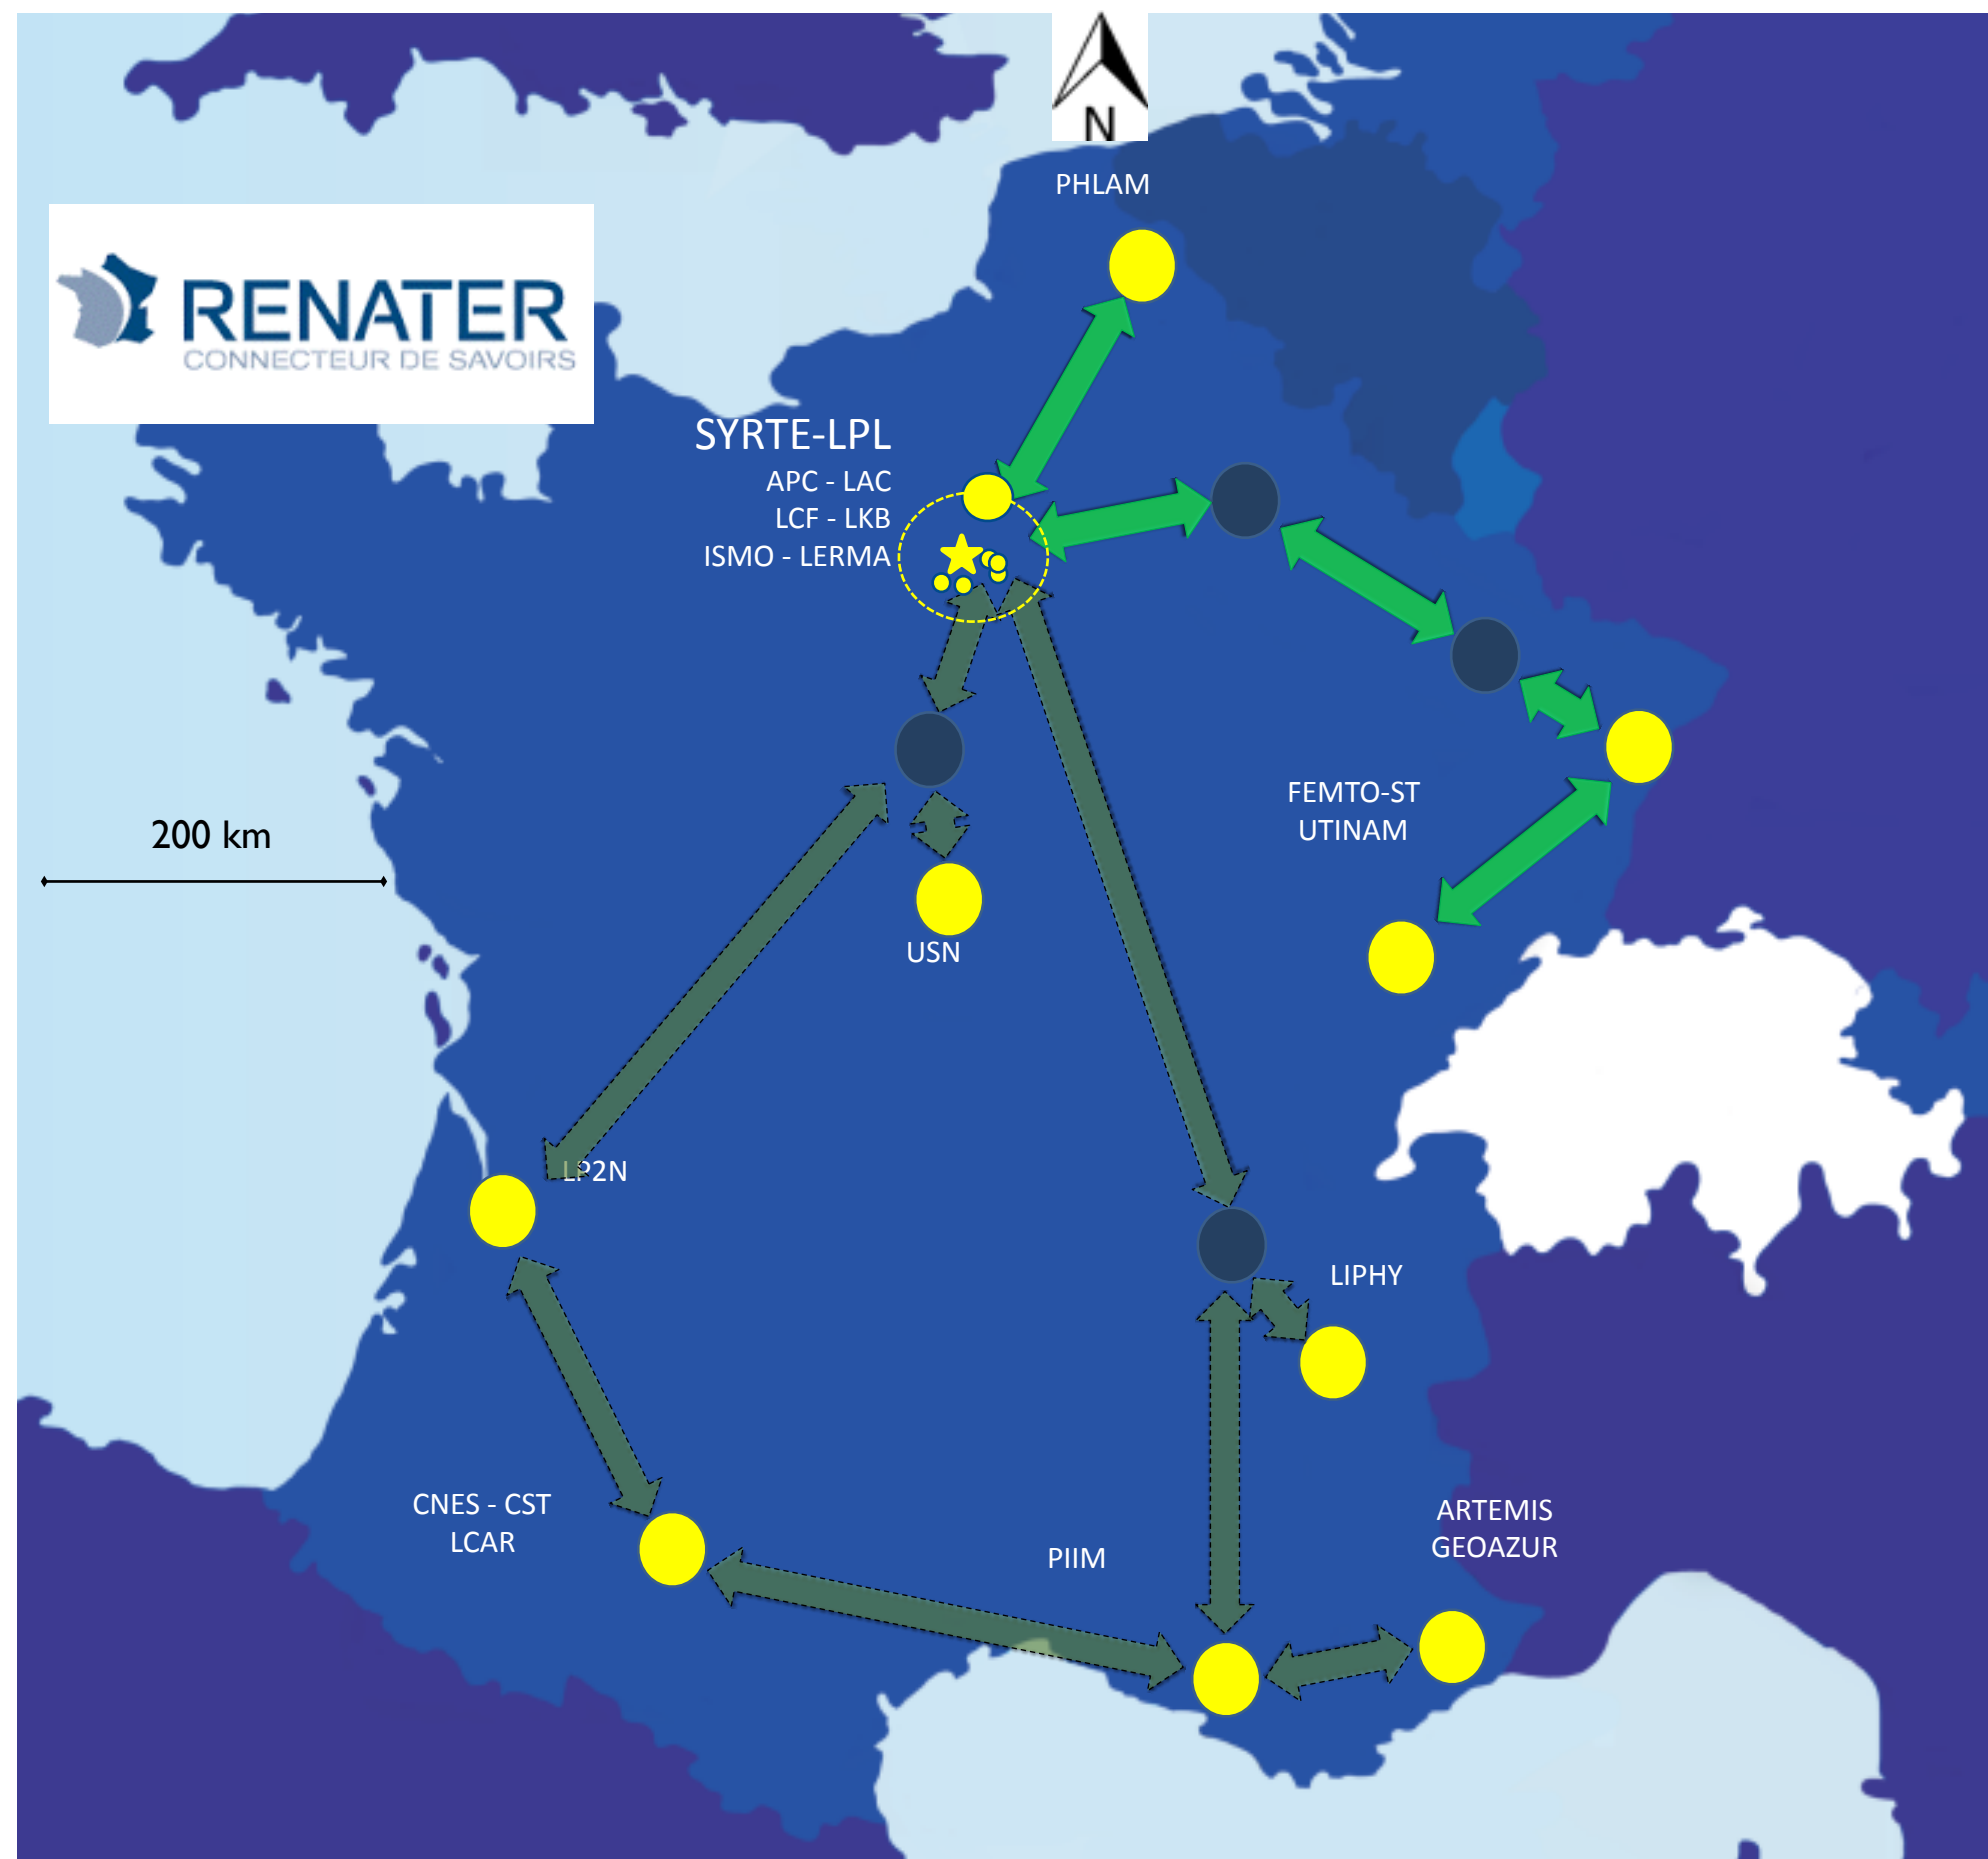 N
PHLAM
RENATER
CONNECTEUR DE SAVOIRS
SYRTE-LPL
APC - LAC
LCF - LKB
ISMO - LERMA
200 km
FEMTO-ST
UTINAM
USN
LP2N
LIPHY
CNES - CST
LCAR
PIIM
ARTEMIS
GEOAZUR